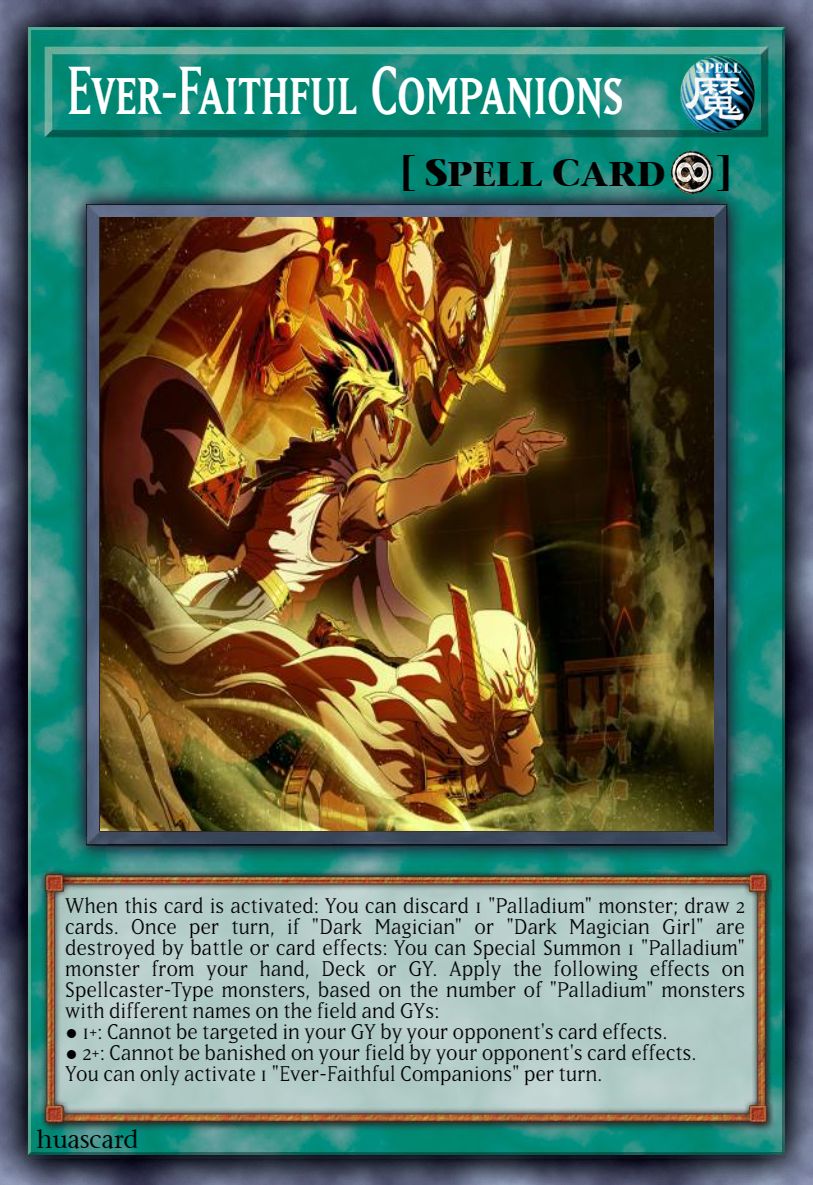 EVER-FAITHFUL COMPANIONS
SPELL
魔
[ SPELL CARD ]
When this card is activated: You can discard 1 "Palladium" monster; draw 2
cards. Once per turn, if "Dark Magician" or "Dark Magician Girl" are
destroyed by battle or card effects: You can Special Summon 1 "Palladium"
monster from your hand, Deck or GY. Apply the following effects on
Spellcaster-Type monsters, based on the number of "Palladium" monsters
with different names on the field and GYs:
● 1+: Cannot be targeted in your GY by your opponent's card effects.
● 2+: Cannot be banished on your field by your opponent's card effects.
You can only activate 1 "Ever-Faithful Companions" per turn.
huascard